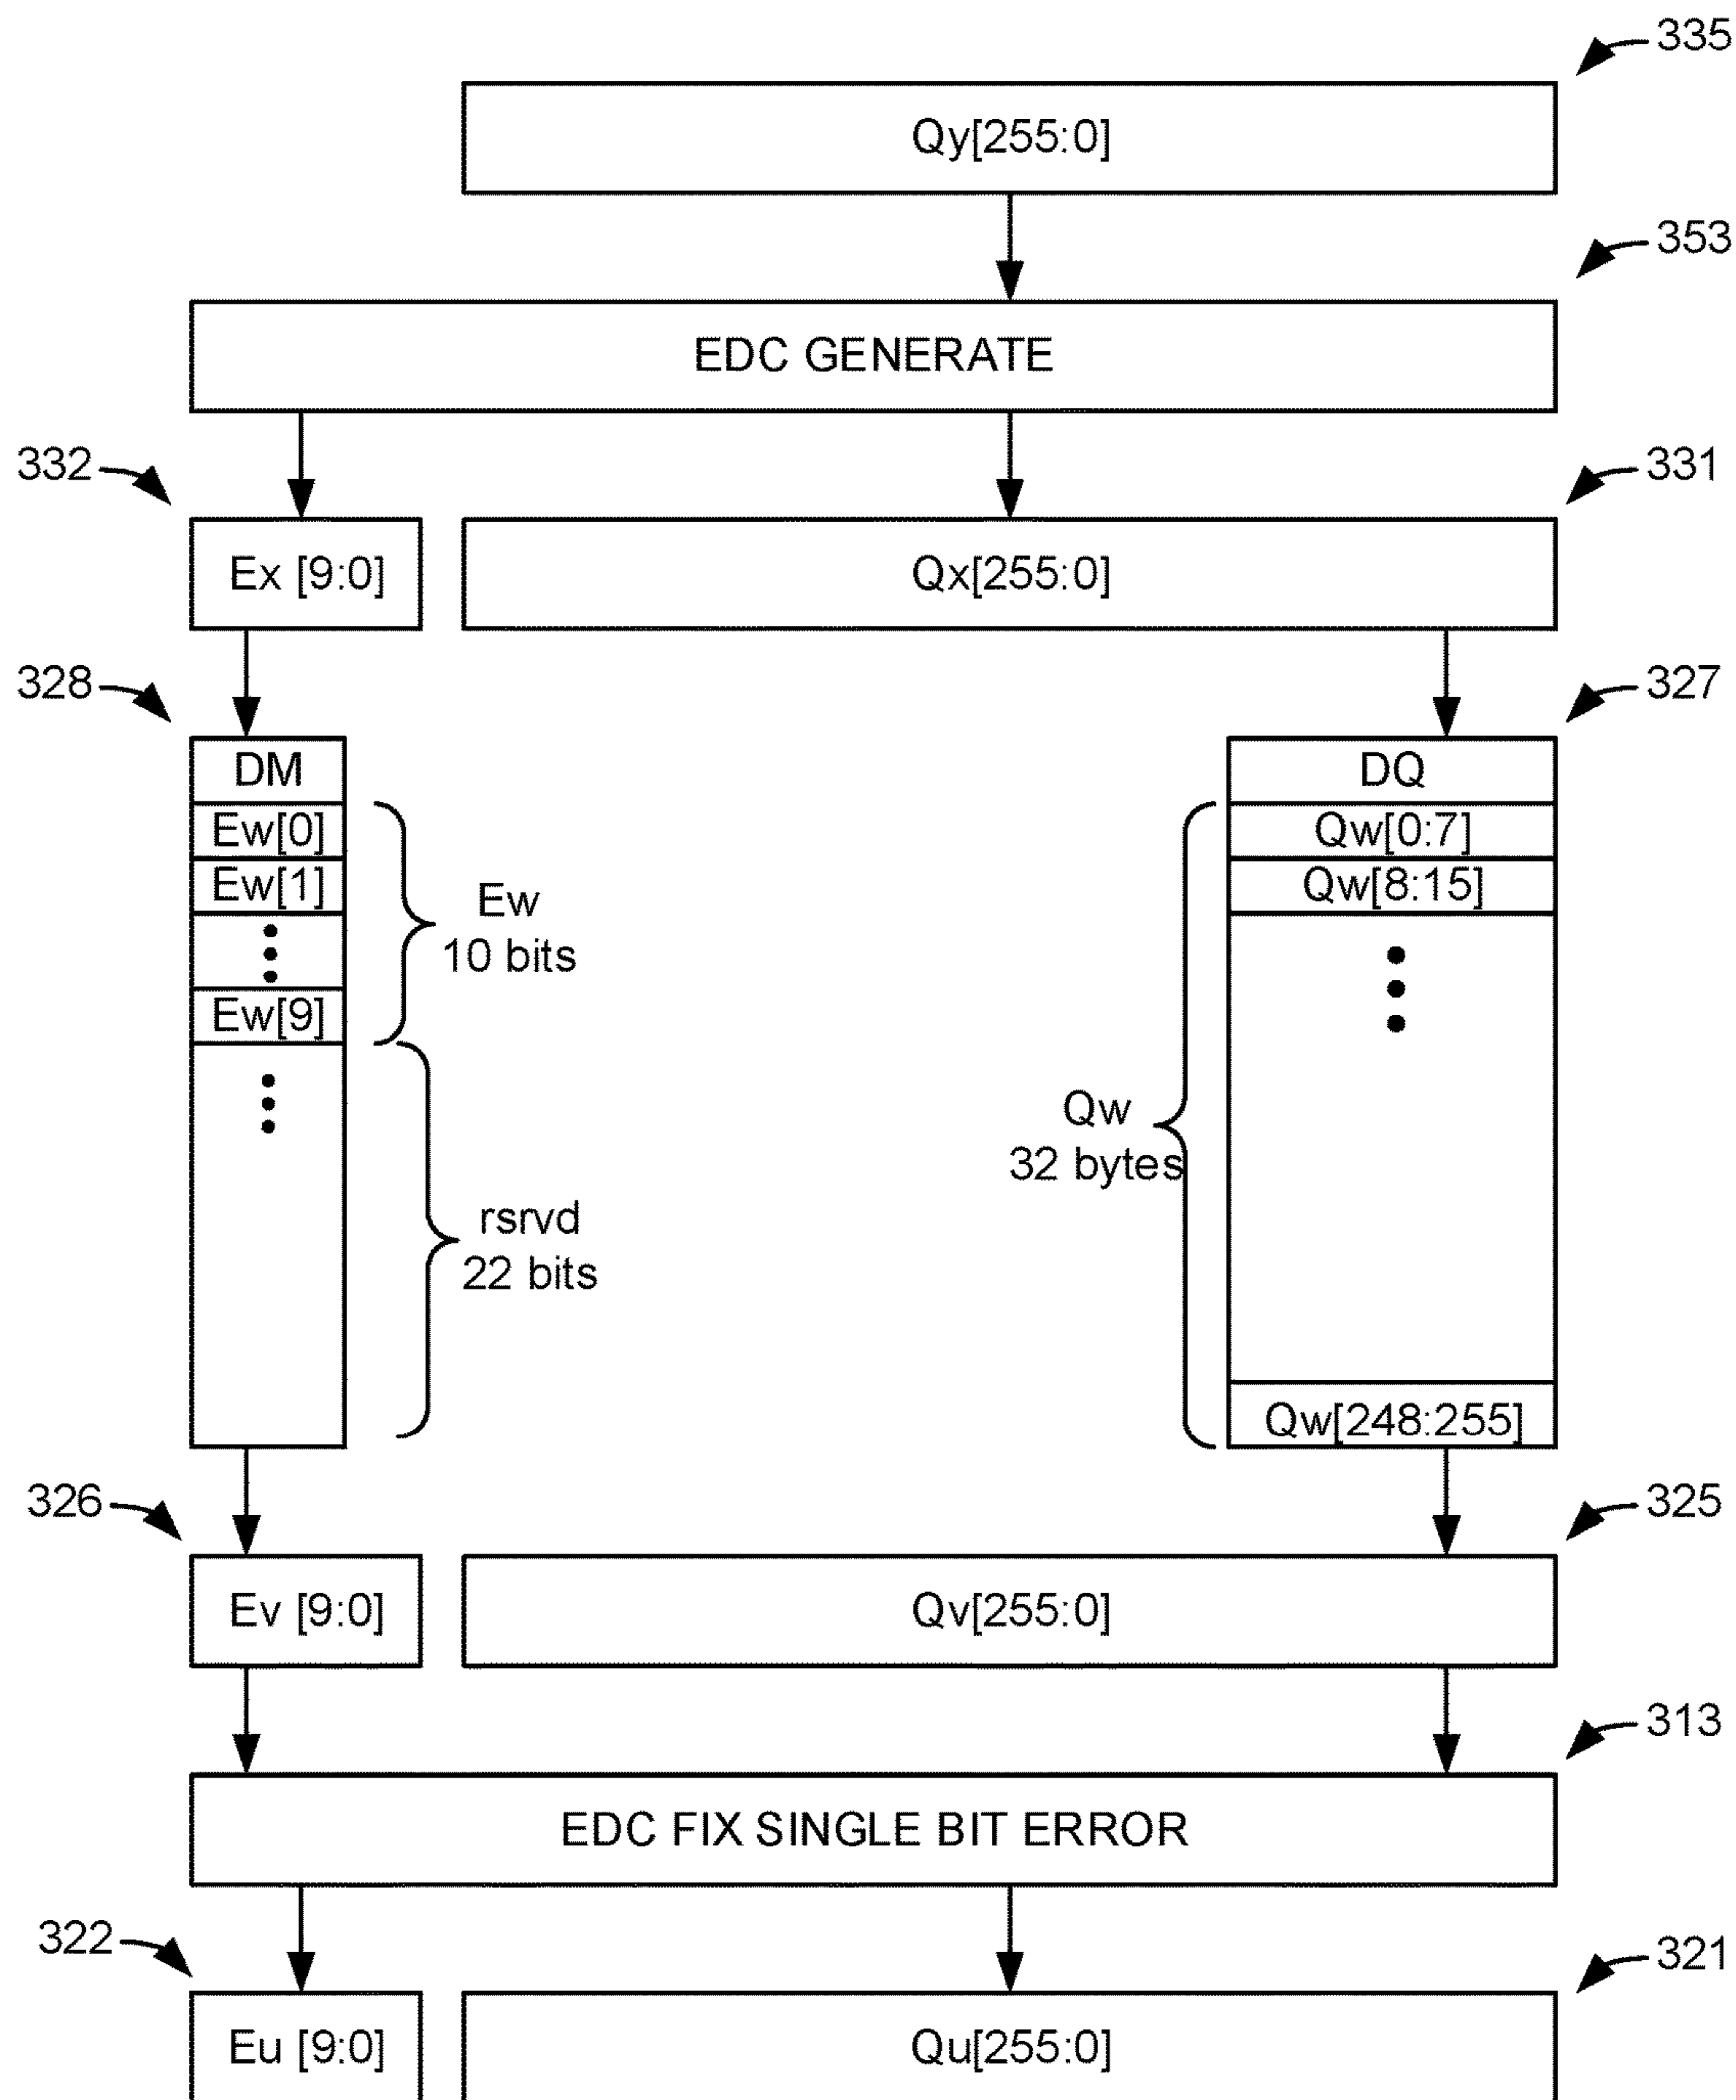 335
Qy[255:0]
353
EDC GENERATE
332
331
Ex [9:0]
Qx[255:0]
328
327
DM
DQ
Ew[0]
Qw[0:7]
Ew[1]
Qw[8:15]
Ew
10 bits
Ew[9]
Qw
32 bytes
rsrvd
22 bits
Qw[248:255]
326
325
Ev [9:0]
Qv[255:0]
313
EDC FIX SINGLE BIT ERROR
322
321
Eu [9:0]
Qu[255:0]